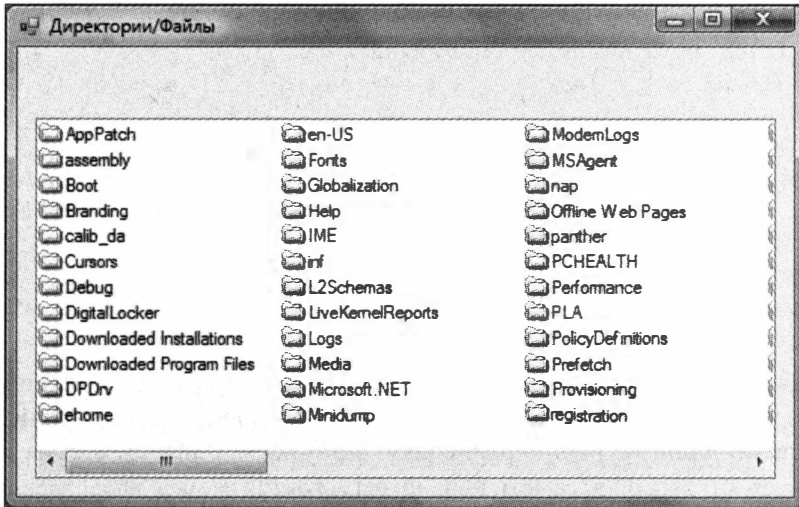 Директории/Файлы
AppPatch
assembly
Boot
Branding
calib_da
Cursors
Debug
DigitalLocker
Downloaded Installations
Downloaded Program Files
DPDrv
ehome
en-US
Fonts
Globalization
Help
IME
inf
L2Schemas
LiveKernelReports
Logs
Media
Microsoft.NET
Minidump
ModemLogs
MSAgent
nap
Offline Web Pages
panther
PCHEALTH
Performance
PLA
PolicyDefinitions
Prefetch
Provisioning
registration